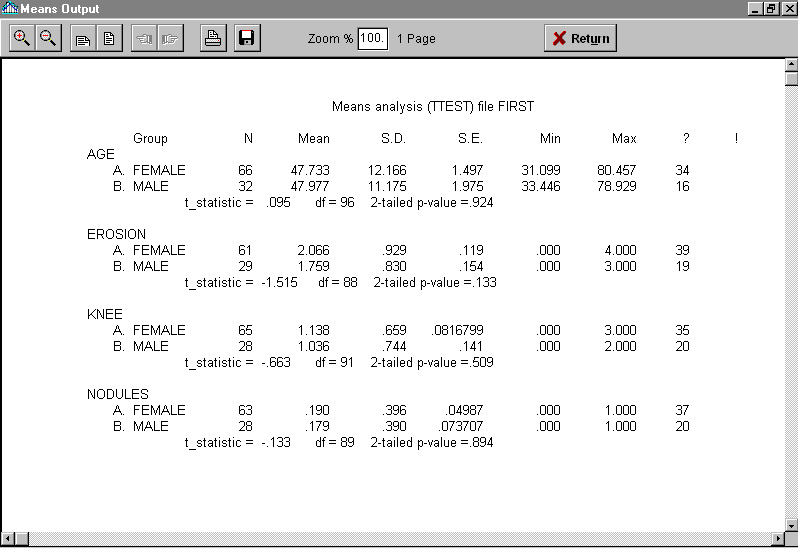 Means Output
Zoom % 100. 1 Page Return
Means analysis (TTEST) file FIRST
Group N Mean S.D. S.E. Min Max ? !
AGE
A. FEMALE 66 47.733 12.166 1.497 31.099 80.457 34
B. MALE 32 47.977 11.175 1.975 33.446 78.929 16
t_statistic = .095 df = 96 2-tailed p-value =.924
EROSION
A. FEMALE 61 2.066 .929 .119 .000 4.000 39
B. MALE 29 1.759 .830 .154 .000 3.000 19
t_statistic = -1.515 df = 88 2-tailed p-value =.133
KNEE
A. FEMALE 65 1.138 .659 .0816799 .000 3.000 35
B. MALE 28 1.036 .744 .141 .000 2.000 20
t_statistic = -.663 df = 91 2-tailed p-value =.509
NODULES
A. FEMALE 63 .190 .396 .04987 .000 1.000 37
B. MALE 28 .179 .390 .073707 .000 1.000 20
t_statistic = -.133 df = 89 2-tailed p-value =.894